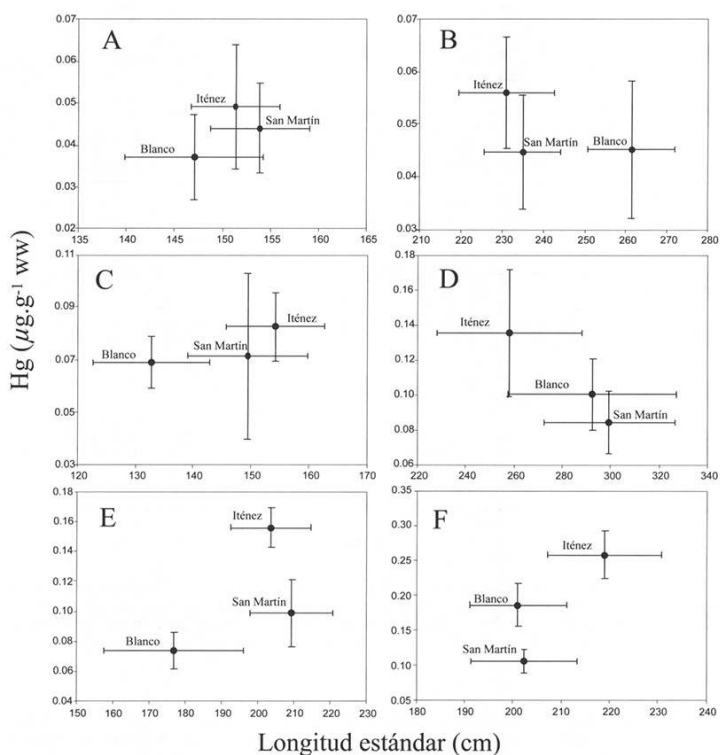 Hg (µg.g⁻¹ ww)
A
0.07
0.06
0.05
0.04
0.03
0.02
Iténez
San Martín
Blanco
135 140 145 150 155 160 165
B
0.07
0.06
0.05
0.04
0.03
Iténez
San Martín
Blanco
210 220 230 240 250 260 270 280
C
0.11
0.09
0.07
0.05
0.03
Iténez
San Martín
Blanco
120 130 140 150 160 170
D
0.18
0.16
0.14
0.12
0.10
0.08
0.06
Iténez
Blanco
San Martín
220 240 260 280 300 320 340
E
0.18
0.16
0.14
0.12
0.10
0.08
0.06
0.04
Iténez
San Martín
Blanco
150 160 170 180 190 200 210 220 230
F
0.35
0.30
0.25
0.20
0.15
0.10
0.05
Iténez
Blanco
San Martín
180 190 200 210 220 230 240
Longitud estándar (cm)